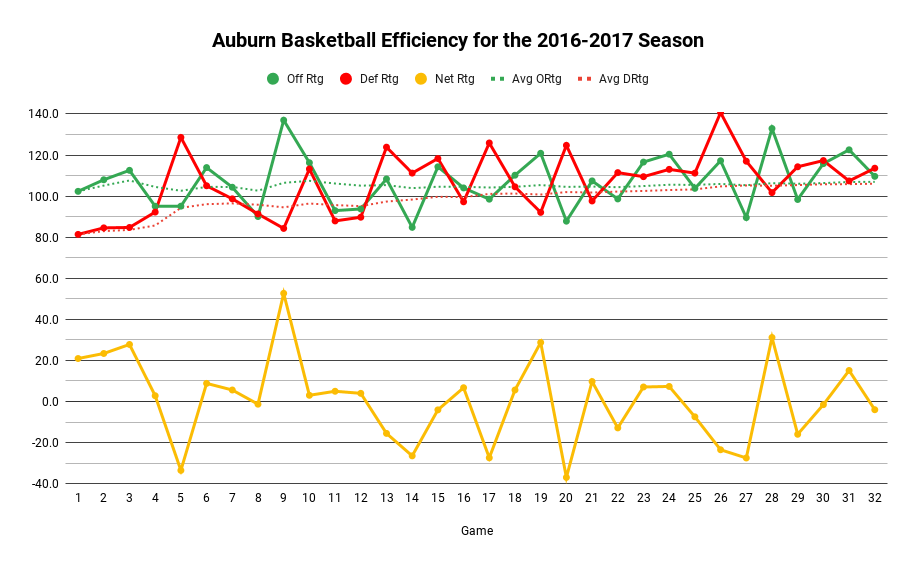 Auburn Basketball Efficiency for the 2016-2017 Season
Off Rtg Def Rtg Net Rtg Avg ORtg Avg DRtg
140.0
120.0
100.0
80.0
60.0
40.0
20.0
0.0
-20.0
-40.0
1 2 3 4 5 6 7 8 9 10 11 12 13 14 15 16 17 18 19 20 21 22 23 24 25 26 27 28 29 30 31 32
Game